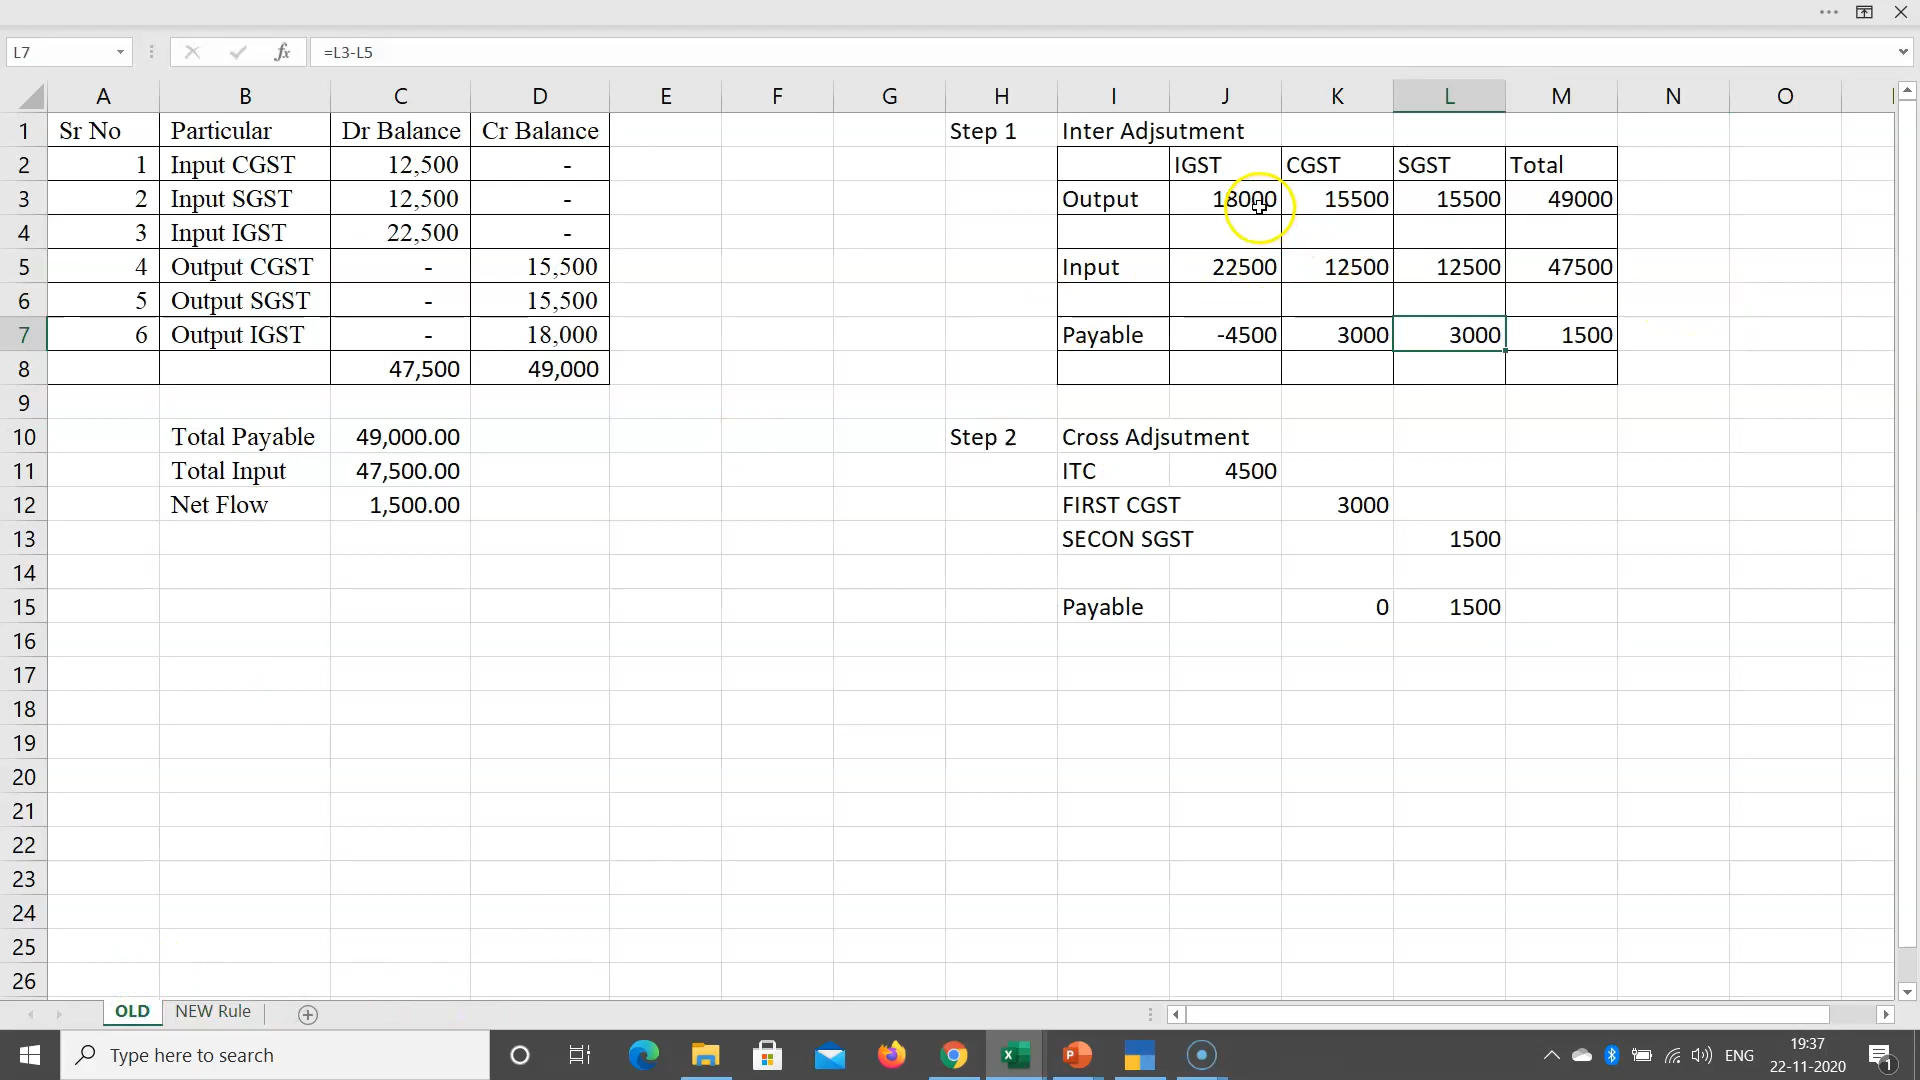 L7 =L3-L5
A B C D E F G H I J K L M N O
1 Sr No Particular Dr Balance Cr Balance Step 1 Inter Adjsutment
2 1 Input CGST 12,500 - IGST CGST SGST Total
3 2 Input SGST 12,500 - Output 18000 15500 15500 49000
4 3 Input IGST 22,500 -
5 4 Output CGST - 15,500 Input 22500 12500 12500 47500
6 5 Output SGST - 15,500
7 6 Output IGST - 18,000 Payable -4500 3000 3000 1500
8 47,500 49,000
9
10 Total Payable 49,000.00 Step 2 Cross Adjsutment
11 Total Input 47,500.00 ITC 4500
12 Net Flow 1,500.00 FIRST CGST 3000
13 SECON SGST 1500
14
15 Payable 0 1500
16
17
18
19
20
21
22
23
24
25
26
OLD NEW Rule
Type here to search ENG 19:37
22-11-2020 1